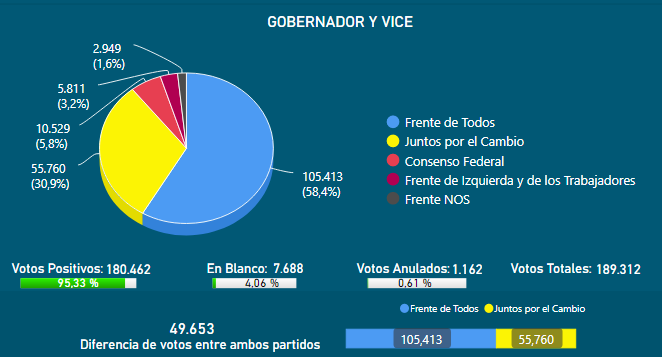 GOBERNADOR Y VICE
2.949
(1,6%)
5.811
(3,2%)
10.529
(5,8%)
55.760
(30,9%)
105.413
(58,4%)
Frente de Todos
Juntos por el Cambio
Consenso Federal
Frente de Izquierda y de los Trabajadores
Frente NOS
Votos Positivos: 180.462
95,33 %
En Blanco: 7.688
4,06 %
Votos Anulados: 1.162
0,61 %
Votos Totales: 189.312
Frente de Todos Juntos por el Cambio
49.653
Diferencia de votos entre ambos partidos
105,413 55,760